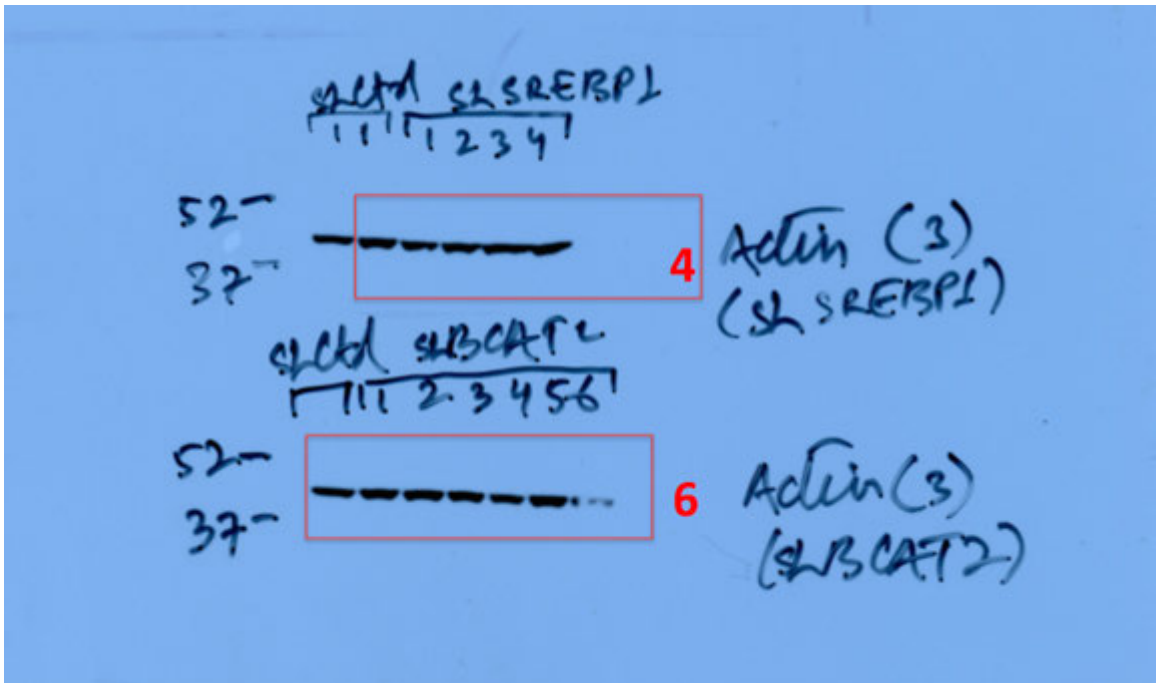 shCtrl shSREBP1
1 1 1 2 3 4
52-
37-
4
Actin (3)
(shSREBP1)
shCtrl shBCAT2
1 1 2 3 4 5 6
52-
37-
6
Actin (3)
(shBCAT2)